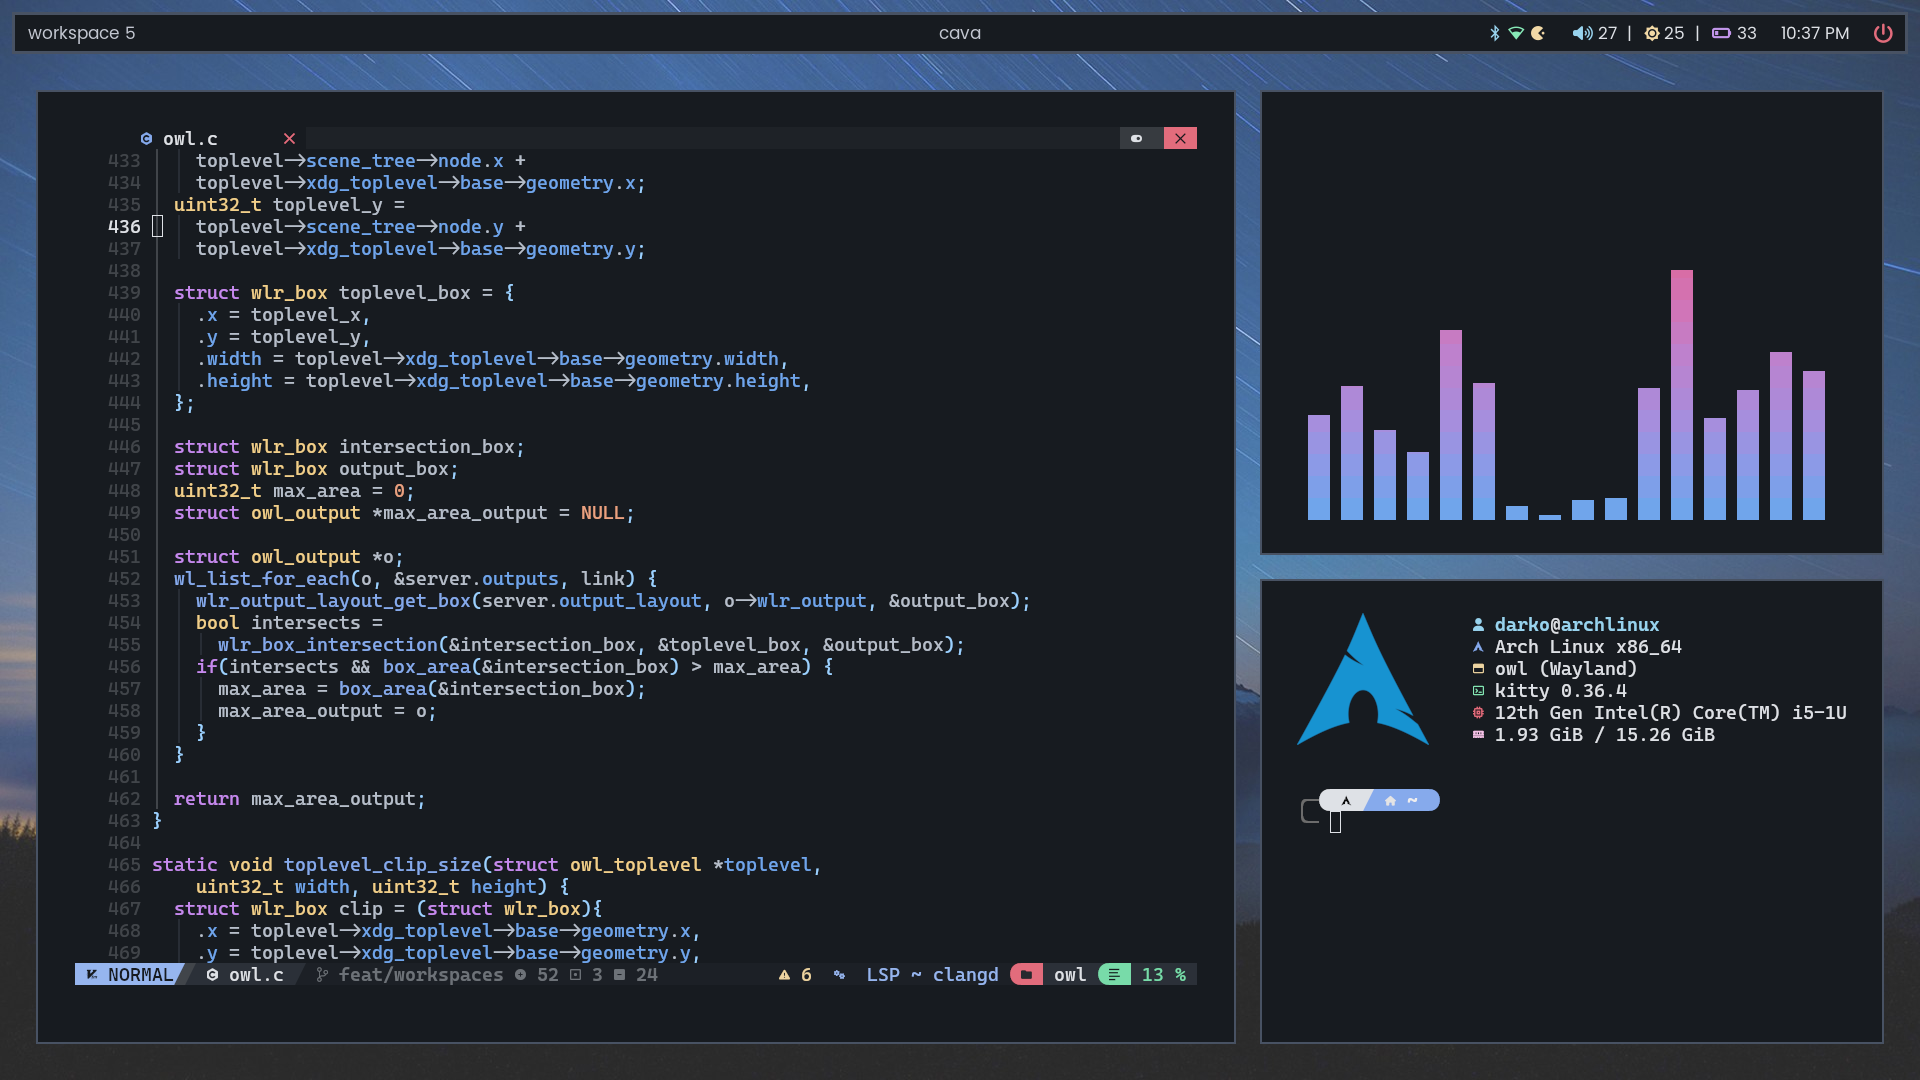 workspace 5
cava
27 | 25 | 33 10:37 PM
owl.c
433 toplevel->scene_tree->node.x +
434 toplevel->xdg_toplevel->base->geometry.x;
435 uint32_t toplevel_y =
436 toplevel->scene_tree->node.y +
437 toplevel->xdg_toplevel->base->geometry.y;
438
439 struct wlr_box toplevel_box = {
440 .x = toplevel_x,
441 .y = toplevel_y,
442 .width = toplevel->xdg_toplevel->base->geometry.width,
443 .height = toplevel->xdg_toplevel->base->geometry.height,
444 };
445
446 struct wlr_box intersection_box;
447 struct wlr_box output_box;
448 uint32_t max_area = 0;
449 struct owl_output *max_area_output = NULL;
450
451 struct owl_output *o;
452 wl_list_for_each(o, &server.outputs, link) {
453 wlr_output_layout_get_box(server.output_layout, o->wlr_output, &output_box);
454 bool intersects =
455 wlr_box_intersection(&intersection_box, &toplevel_box, &output_box);
456 if(intersects && box_area(&intersection_box) > max_area) {
457 max_area = box_area(&intersection_box);
458 max_area_output = o;
459 }
460 }
461
462 return max_area_output;
463 }
464
465 static void toplevel_clip_size(struct owl_toplevel *toplevel,
466 uint32_t width, uint32_t height) {
467 struct wlr_box clip = (struct wlr_box){
468 .x = toplevel->xdg_toplevel->base->geometry.x,
469 .y = toplevel->xdg_toplevel->base->geometry.y,
NORMAL owl.c feat/workspaces 52 3 24 6 LSP ~ clangd owl 13 %
darko@archlinux
Arch Linux x86_64
owl (Wayland)
kitty 0.36.4
12th Gen Intel(R) Core(TM) i5-1U
1.93 GiB / 15.26 GiB
~